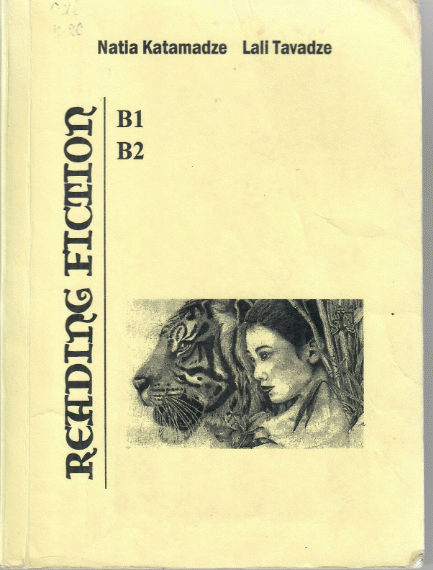 Natia Katamadze Lali Tavadze
READING FICTION
B1
B2